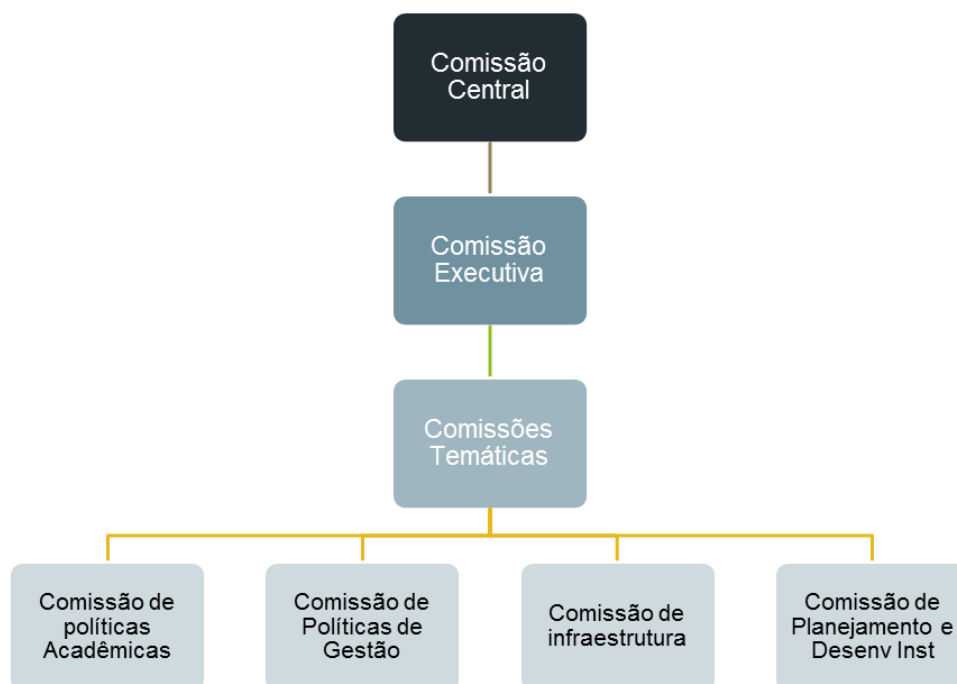 Comissão
Central
Comissão
Executiva
Comissões
Temáticas
Comissão de
políticas
Acadêmicas
Comissão de
Políticas de
Gestão
Comissão de
infraestrutura
Comissão de
Planejamento e
Desenv Inst